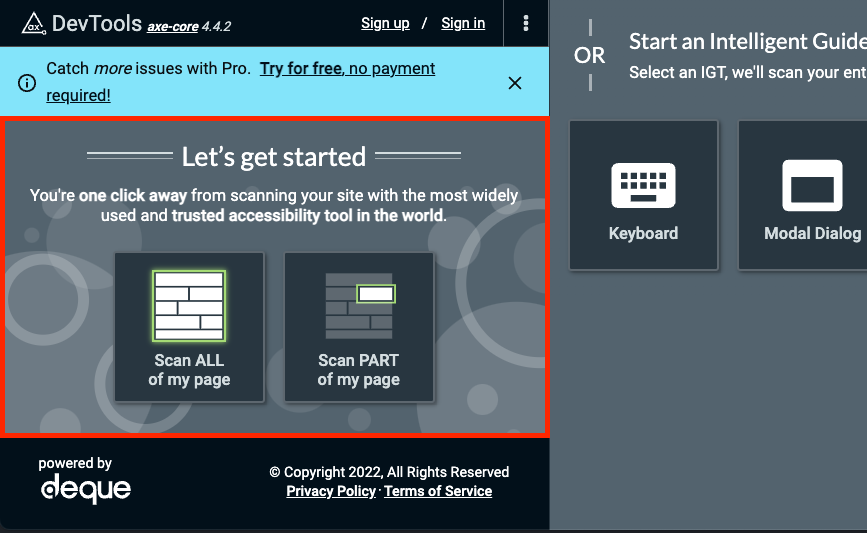 ax DevTools axe-core 4.4.2
Sign up / Sign in
Catch more issues with Pro. Try for free, no payment
required!
Let's get started
You're one click away from scanning your site with the most widely
used and trusted accessibility tool in the world.
Scan ALL
of my page
Scan PART
of my page
powered by
deque
© Copyright 2022, All Rights Reserved
Privacy Policy · Terms of Service
OR
Start an Intelligent Guide
Select an IGT, we'll scan your ent
Keyboard
Modal Dialog